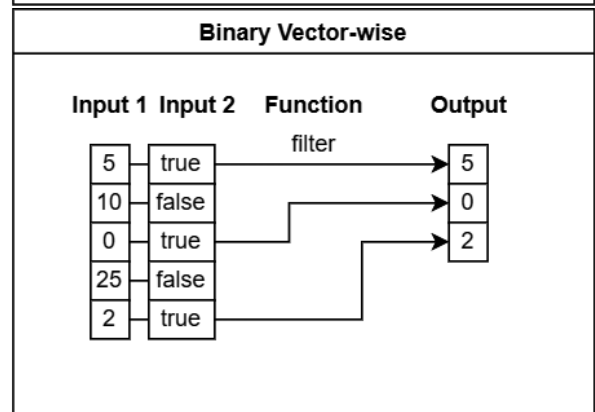 Binary Vector-wise
Input 1 Input 2 Function Output
filter
5 true 5
10 false 0
0 true 2
25 false
2 true